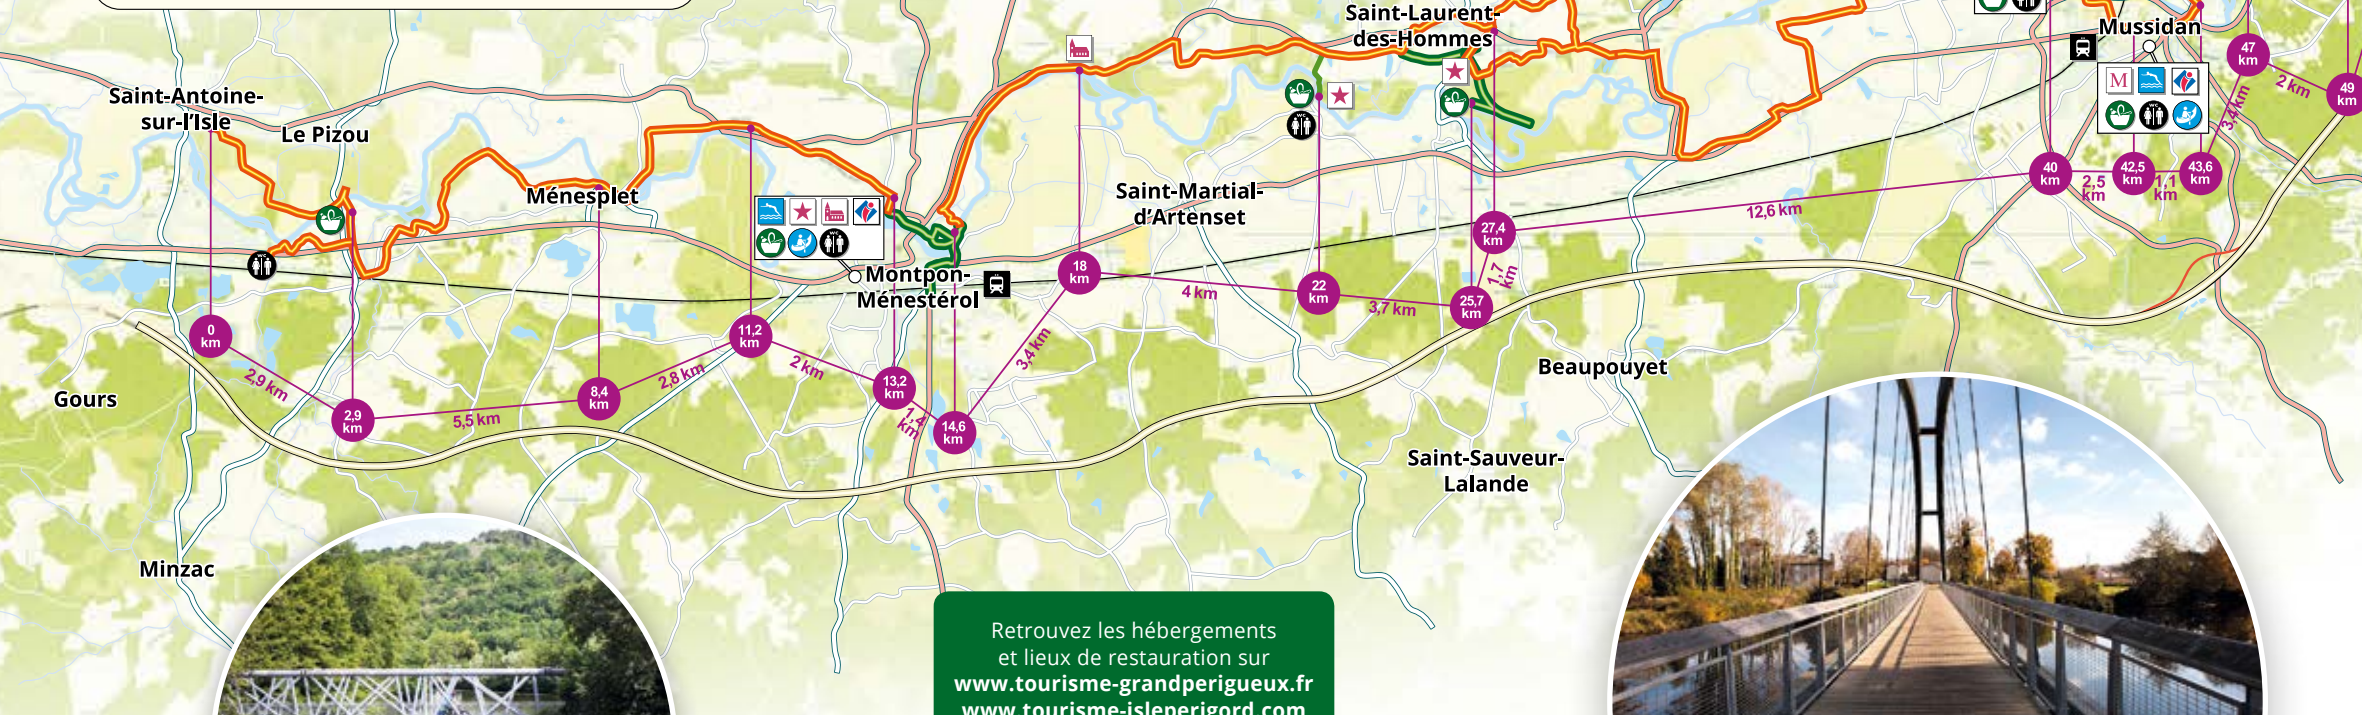 Saint-Laurent-
des-Hommes
Mussidan
M
WC
47
km
2 km
49
km
3,4 km
Saint-Antoine-
sur-l'Isle
Le Pizou
Ménesplet
WC
WC
Montpon-
Ménestérol
Saint-Martial-
d'Artenset
WC
WC
40
km
2,5
km
42,5
km
1,1
km
43,6
km
12,6 km
27,4
km
1,7
km
25,7
km
3,7 km
22
km
4 km
18
km
3,4 km
14,6
km
1,4
km
13,2
km
2 km
11,2
km
2,8 km
8,4
km
5,5 km
2,9
km
2,9 km
0
km
Gours
Beaupouyet
Saint-Sauveur-
Lalande
Minzac
Retrouvez les hébergements
et lieux de restauration sur
www.tourisme-grandperigueux.fr
www.tourisme-isleperigord.com